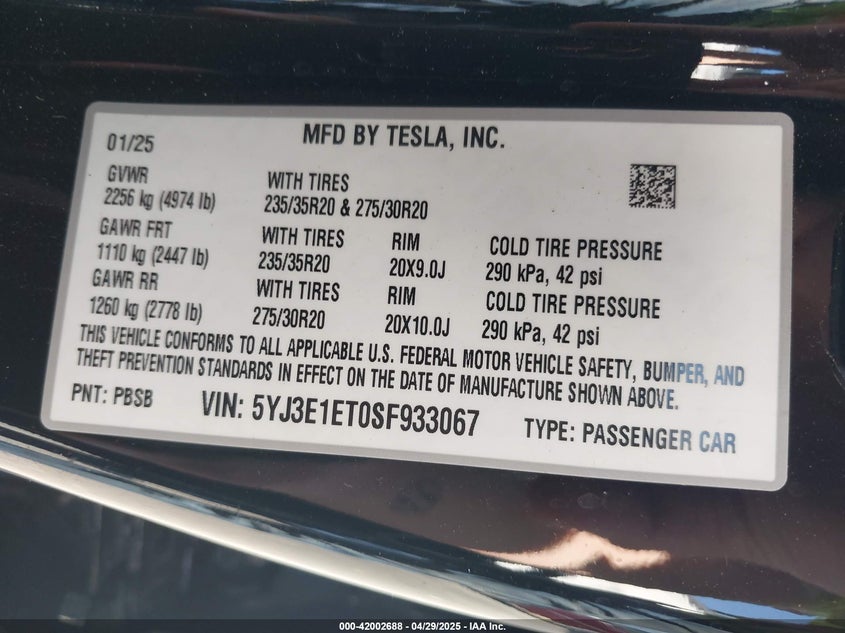 01/25 MFD BY TESLA, INC.
GVWR WITH TIRES
2256 kg (4974 lb) 235/35R20 & 275/30R20
GAWR FRT WITH TIRES RIM COLD TIRE PRESSURE
1110 kg (2447 lb) 235/35R20 20X9.0J 290 kPa, 42 psi
GAWR RR WITH TIRES RIM COLD TIRE PRESSURE
1260 kg (2778 lb) 275/30R20 20X10.0J 290 kPa, 42 psi
THIS VEHICLE CONFORMS TO ALL APPLICABLE U.S. FEDERAL MOTOR VEHICLE SAFETY, BUMPER, AND
THEFT PREVENTION STANDARDS IN EFFECT ON THE DATE OF MANUFACTURE SHOWN ABOVE.
PNT: PBSB VIN: 5YJ3E1ET0SF933067 TYPE: PASSENGER CAR
000-42002688 - 04/29/2025 - IAA Inc.